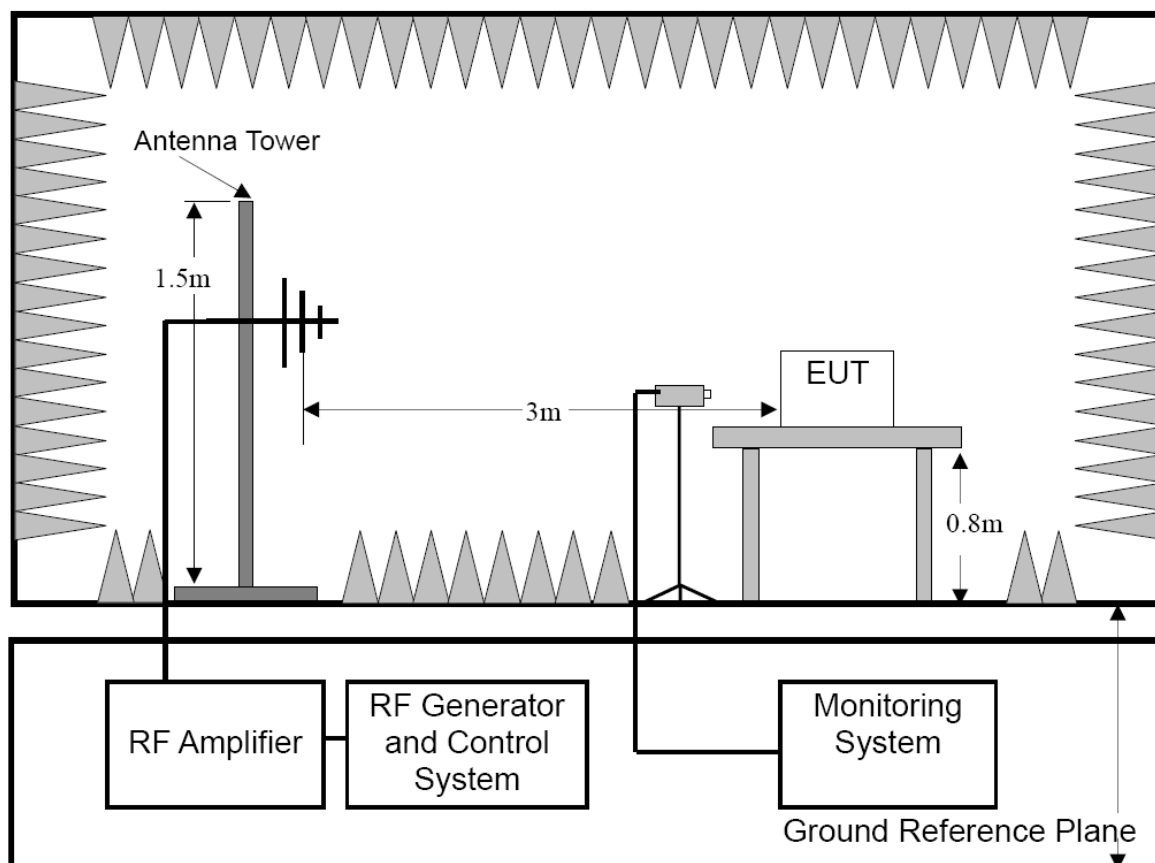 Antenna Tower
1.5m
EUT
3m
0.8m
RF Amplifier
RF Generator
and Control
System
Monitoring
System
Ground Reference Plane